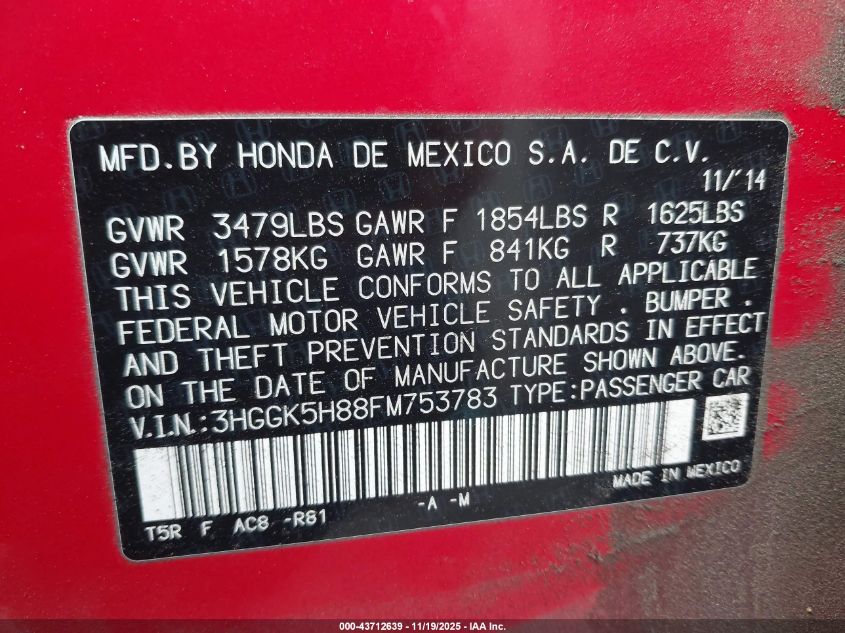 MFD.BY HONDA DE MEXICO S.A. DE C.V.
11/'14
GVWR 3479LBS GAWR F 1854LBS R 1625LBS
GVWR 1578KG GAWR F 841KG R 737KG
THIS VEHICLE CONFORMS TO ALL APPLICABLE
FEDERAL MOTOR VEHICLE SAFETY . BUMPER .
AND THEFT PREVENTION STANDARDS IN EFFECT
ON THE DATE OF MANUFACTURE SHOWN ABOVE.
V.I.N.:3HGGK5H88FM753783 TYPE:PASSENGER CAR
MADE IN MEXICO
T5R F AC8 -R81 -A -M
000-43712639 - 11/19/2025 - IAA Inc.